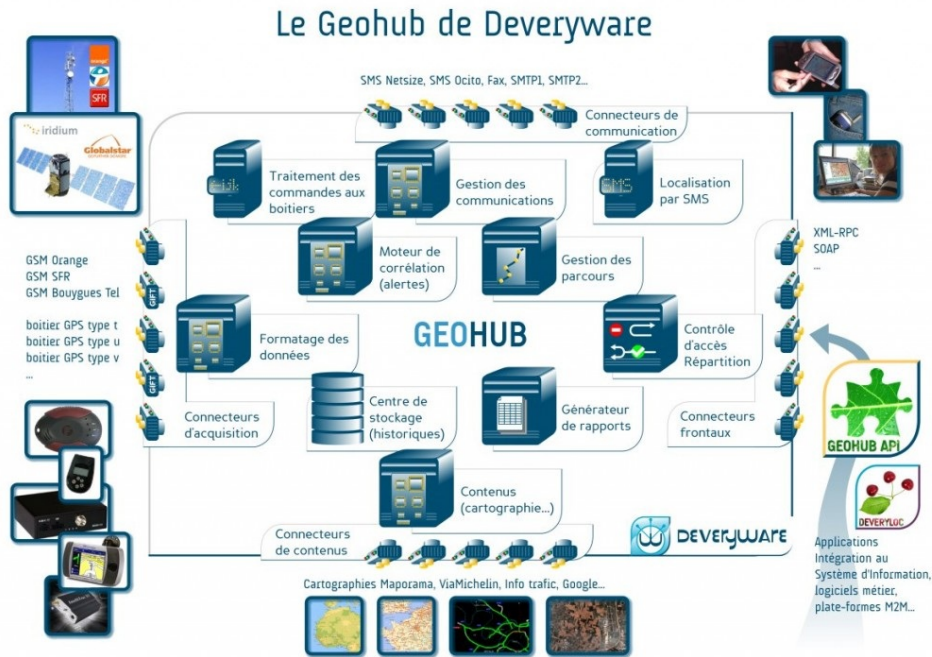 Le Geohub de Deveryware
SMS Netsize, SMS Ocito, Fax, SMTP1, SMTP2...
Connecteurs de
communication
orange
SFR
iridium
Globalstar
Traitement des
commandes aux
boitiers
Gestion des
communications
SMS
Localisation
par SMS
GSM Orange
GSM SFR
GSM Bouygues Tel
boitier GPS type t
boitier GPS type u
boitier GPS type v
...
GIFT
GIFT
Moteur de
corrélation
(alertes)
Gestion des
parcours
XML-RPC
SOAP
...
Formatage des
données
GEOHUB
Contrôle
d'accès
Répartition
Connecteurs
d'acquisition
Centre de
stockage
(historiques)
Générateur
de rapports
Connecteurs
frontaux
GEOHUB API
Contenus
(cartographie...)
Connecteurs
de contenus
DEVERYWARE
DEVERYLOC
Applications
Intégration au
Système d'Information,
logiciels métier,
plate-formes M2M...
Cartographies Maporama, ViaMichelin, Info trafic, Google...